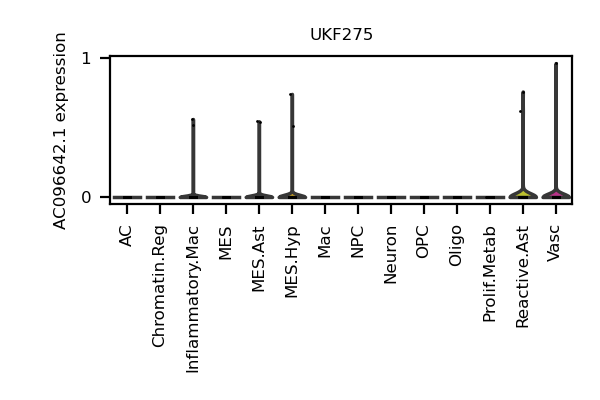 UKF275
AC096642.1 expression
1
0
AC
Chromatin.Reg
Inflammatory.Mac
MES
MES.Ast
MES.Hyp
Mac
NPC
Neuron
OPC
Oligo
Prolif.Metab
Reactive.Ast
Vasc